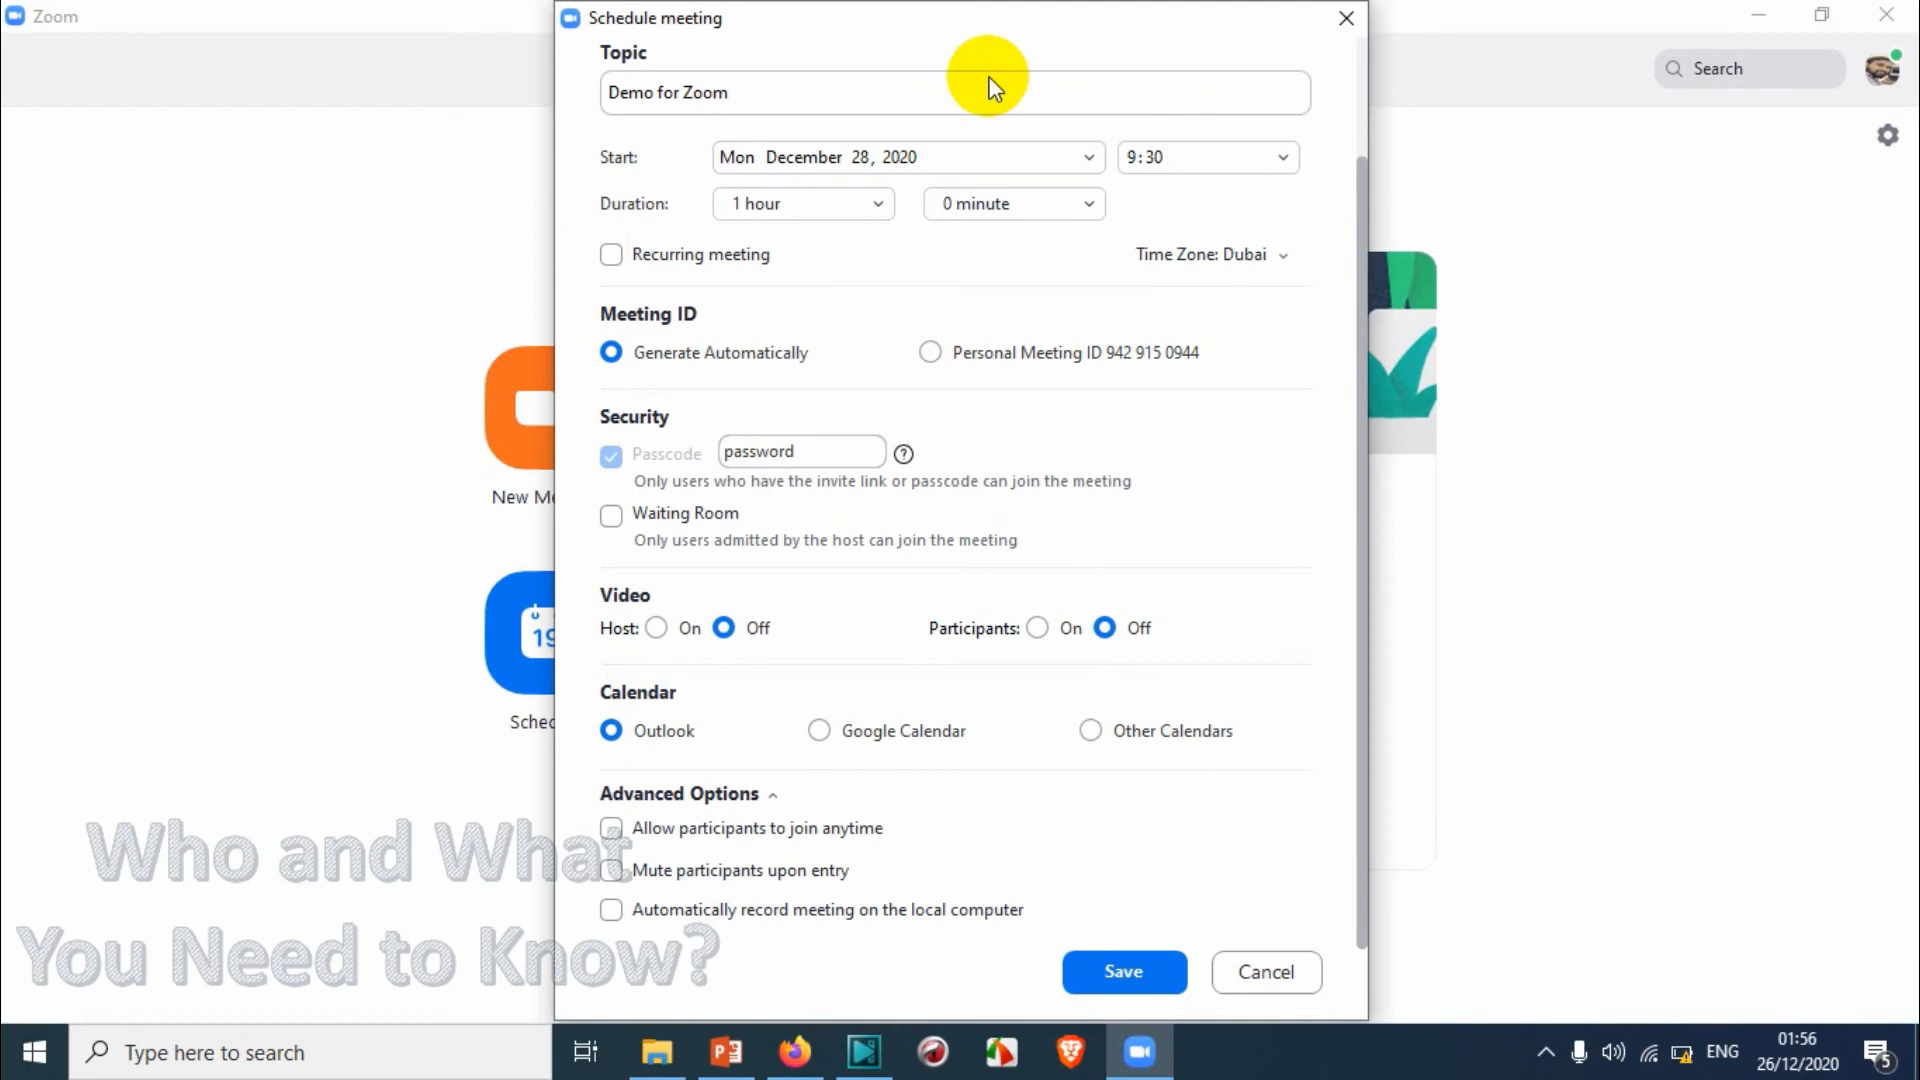 Zoom
Schedule meeting
Search
Topic
Demo for Zoom
Start: Mon December 28, 2020 9:30
Duration: 1 hour 0 minute
Recurring meeting Time Zone: Dubai
Meeting ID
Generate Automatically Personal Meeting ID 942 915 0944
Security
Passcode password ?
Only users who have the invite link or passcode can join the meeting
New Me
Waiting Room
Only users admitted by the host can join the meeting
Video
Host: On Off Participants: On Off
19
Calendar
Sched
Outlook Google Calendar Other Calendars
Advanced Options
Allow participants to join anytime
Mute participants upon entry
Automatically record meeting on the local computer
Who and What
You Need to Know?
Save Cancel
Type here to search
ENG
01:56
26/12/2020
5